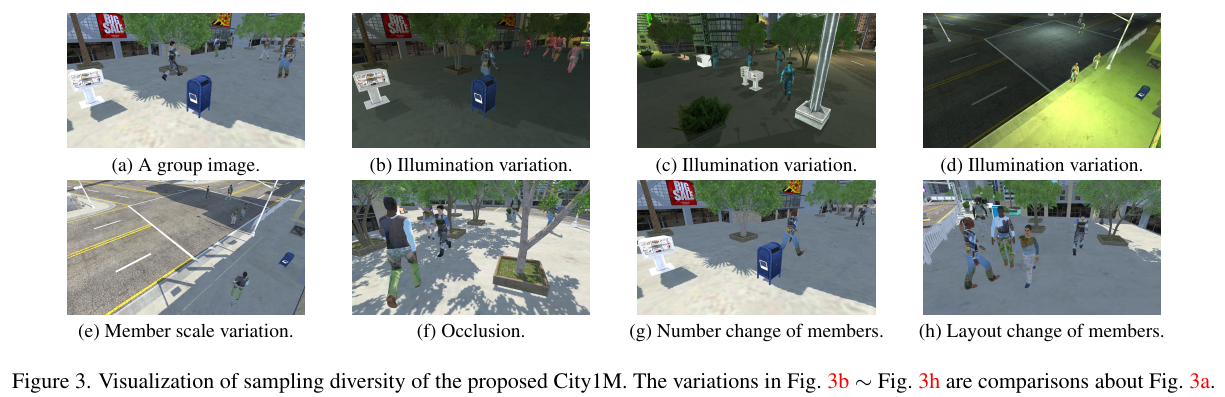 BIG
SALE
BIG
SALE
(a) A group image.
(b) Illumination variation.
(c) Illumination variation.
(d) Illumination variation.
BIG
SALE
BIG
SALE
(e) Member scale variation.
(f) Occlusion.
(g) Number change of members.
(h) Layout change of members.
Figure 3. Visualization of sampling diversity of the proposed City1M. The variations in Fig. 3b ∼ Fig. 3h are comparisons about Fig. 3a.